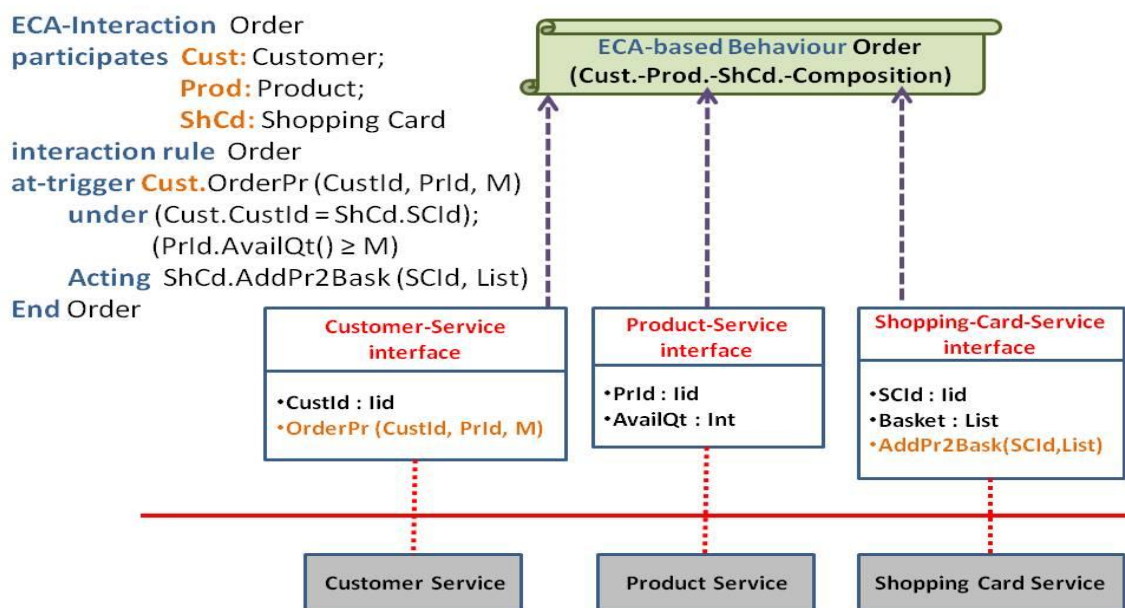 ECA-Interaction Order
participates Cust: Customer;
Prod: Product;
ShCd: Shopping Card
interaction rule Order
at-trigger Cust.OrderPr (CustId, PrId, M)
under (Cust.CustId = ShCd.SCId);
(PrId.AvailQt() ≥ M)
Acting ShCd.AddPr2Bask (SCId, List)
End Order
ECA-based Behaviour Order
(Cust.-Prod.-ShCd.-Composition)
Customer-Service
interface
•CustId : Iid
•OrderPr (CustId, PrId, M)
Product-Service
interface
•PrId : Iid
•AvailQt : Int
Shopping-Card-Service
interface
•SCId : Iid
•Basket : List
•AddPr2Bask(SCId,List)
Customer Service
Product Service
Shopping Card Service